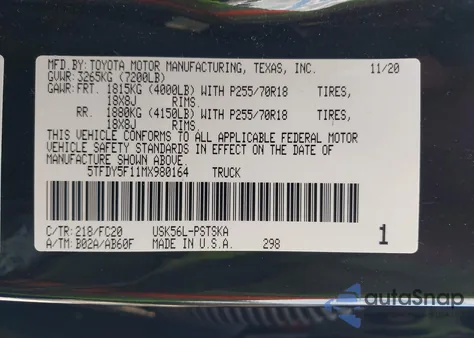 MFD. BY: TOYOTA MOTOR MANUFACTURING, TEXAS, INC. 11/20
GVWR: 3265KG (7200LB)
GAWR: FRT. 1815KG (4000LB) WITH P255/70R18 TIRES,
18X8J RIMS.
RR. 1880KG (4150LB) WITH P255/70R18 TIRES,
18X8J RIMS.
THIS VEHICLE CONFORMS TO ALL APPLICABLE FEDERAL MOTOR
VEHICLE SAFETY STANDARDS IN EFFECT ON THE DATE OF
MANUFACTURE SHOWN ABOVE.
5TFDY5F11MX980164 TRUCK
C/TR: 218/FC20 USK56L-PSTSKA
A/TM: B02A/AB60F MADE IN U.S.A. 298 1
autoSnap